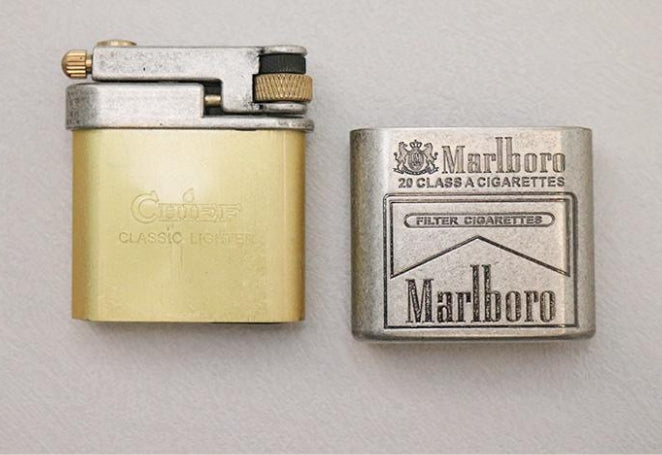 CHIEF
CLASSIC LIGHTER
Marlboro
20 CLASS A CIGARETTES
FILTER CIGARETTES
Marlboro